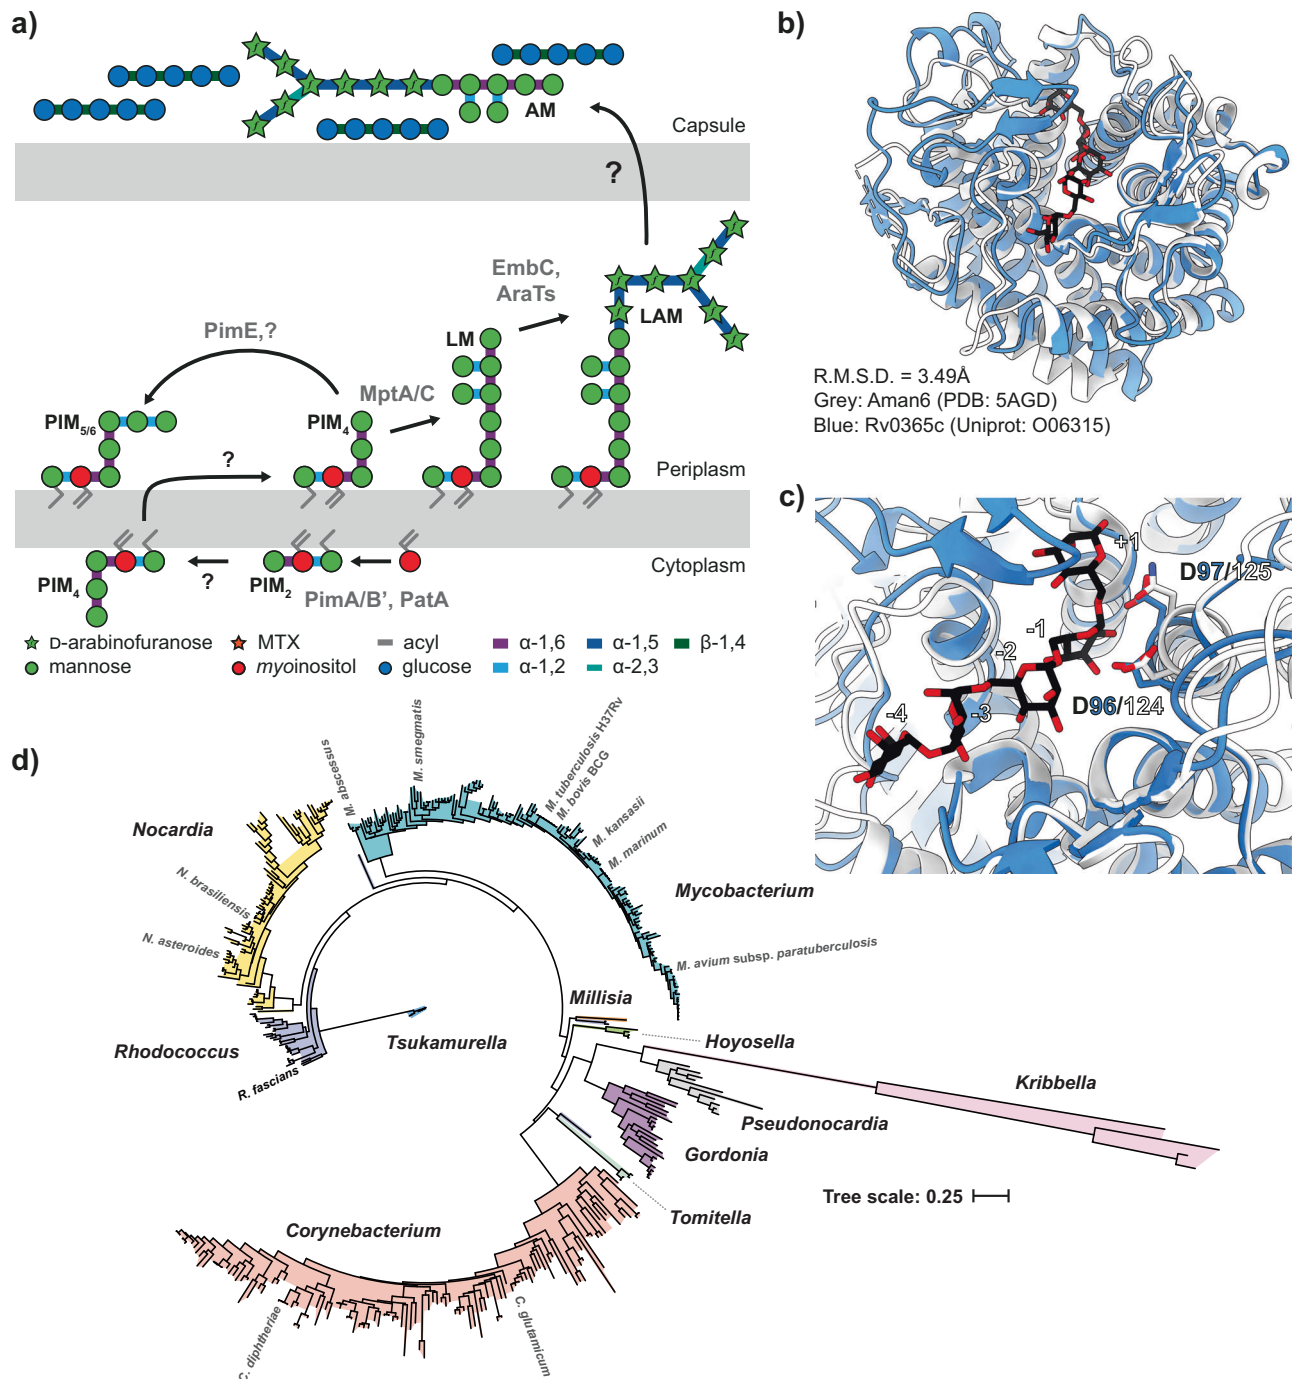 a)
AM
Capsule
?
EmbC,
AraTs
LAM
LM
PimE,?
MptA/C
PIM5/6
PIM4
?
Periplasm
Cytoplasm
PIM4
?
PIM2
PimA/B’, PatA
D-arabinofuranose
MTX
acyl
α-1,6
α-1,5
β-1,4
mannose
myoinositol
glucose
α-1,2
α-2,3
b)
R.M.S.D. = 3.49Å
Grey: Aman6 (PDB: 5AGD)
Blue: Rv0365c (Uniprot: O06315)
c)
+1
D97/125
-1
-2
D96/124
-3
-4
d)
M. abscessus
M. smegmatis
M. tuberculosis H37Rv
M. bovis BCG
M. kansasii
M. marinum
Mycobacterium
M. avium subsp. paratuberculosis
Nocardia
N. brasiliensis
N. asteroides
Rhodococcus
R. fascians
Tsukamurella
Millisia
Hoyosella
Kribbella
Pseudonocardia
Gordonia
Tomitella
Tree scale: 0.25
Corynebacterium
C. diphtheriae
C. glutamicum